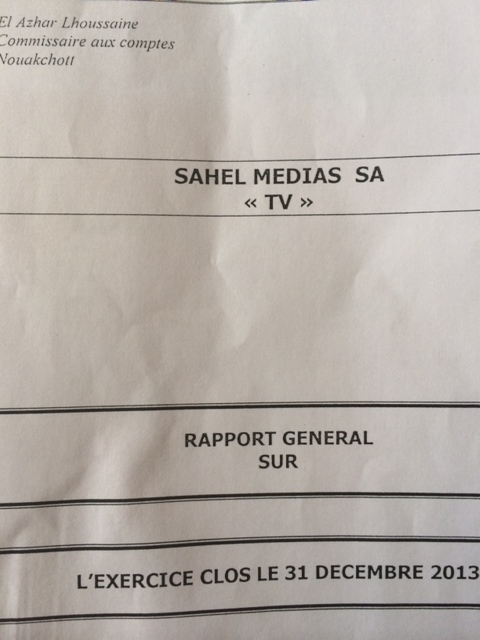 El Azhar Lhoussaine
Commissaire aux comptes
Nouakchott
SAHEL MEDIAS SA
« TV »
RAPPORT GENERAL
SUR
L'EXERCICE CLOS LE 31 DECEMBRE 2013